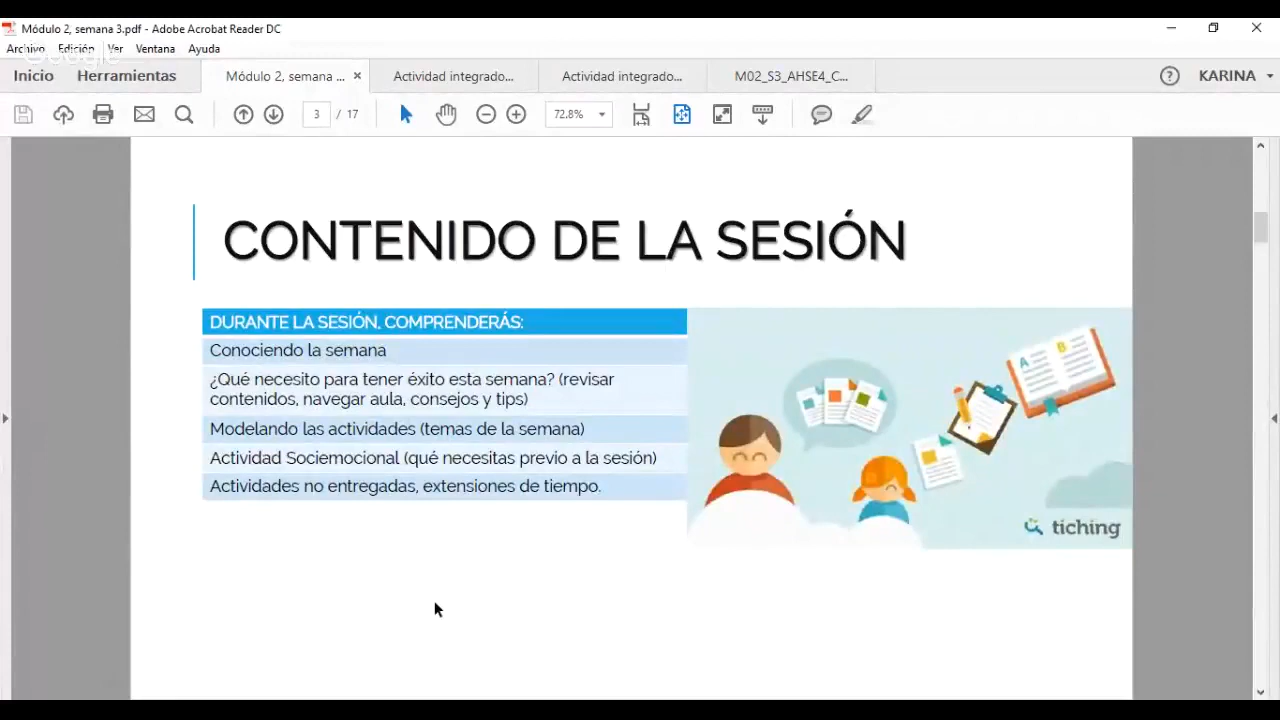 Módulo 2, semana 3.pdf - Adobe Acrobat Reader DC
Archivo Edición Ver Ventana Ayuda
Google
Inicio Herramientas Módulo 2, semana ... × Actividad integrado... Actividad integrado... M02_S3_AHSE4_C... KARINA
3 / 17 72.8%
CONTENIDO DE LA SESIÓN
DURANTE LA SESIÓN, COMPRENDERÁS:
Conociendo la semana
¿Qué necesito para tener éxito esta semana? (revisar
contenidos, navegar aula, consejos y tips)
Modelando las actividades (temas de la semana)
Actividad Sociemocional (qué necesitas previo a la sesión)
Actividades no entregadas, extensiones de tiempo.
A B
tiching